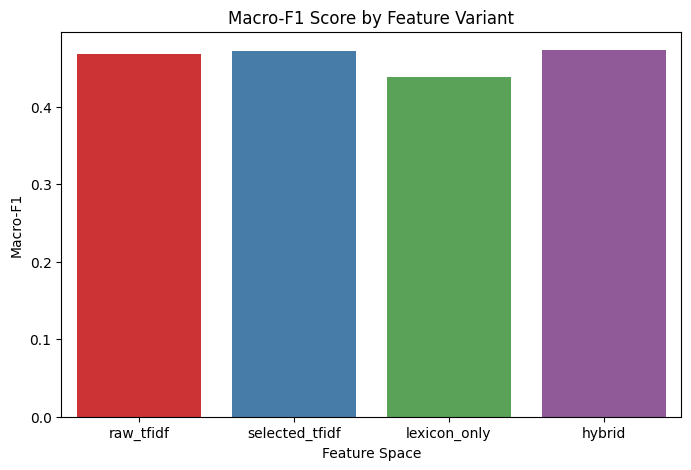 Macro-F1 Score by Feature Variant
Macro-F1
0.4
0.3
0.2
0.1
0.0
raw_tfidf
selected_tfidf
lexicon_only
hybrid
Feature Space